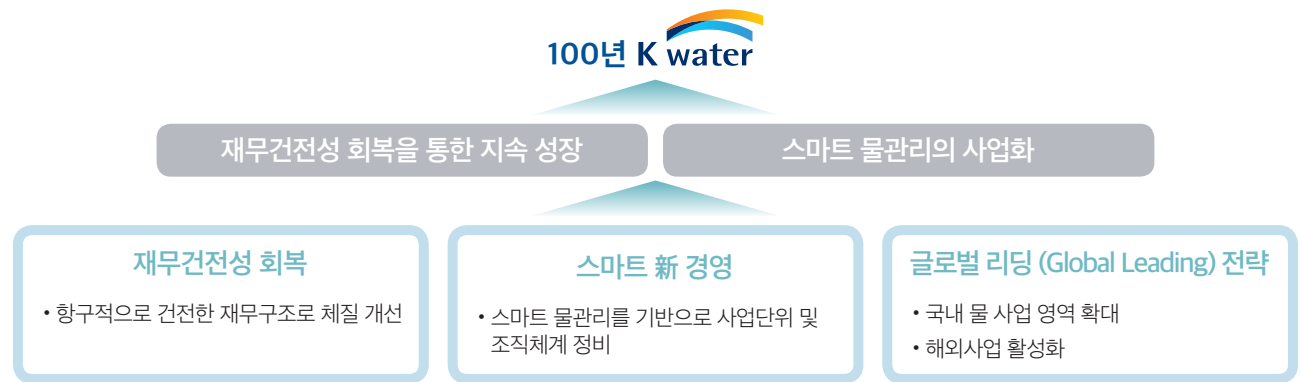 100년 K water
재무건전성 회복을 통한 지속 성장
스마트 물관리의 사업화
재무건전성 회복
• 항구적으로 건전한 재무구조로 체질 개선
스마트 新 경영
• 스마트 물관리를 기반으로 사업단위 및
조직체계 정비
글로벌 리딩 (Global Leading) 전략
• 국내 물 사업 영역 확대
• 해외사업 활성화